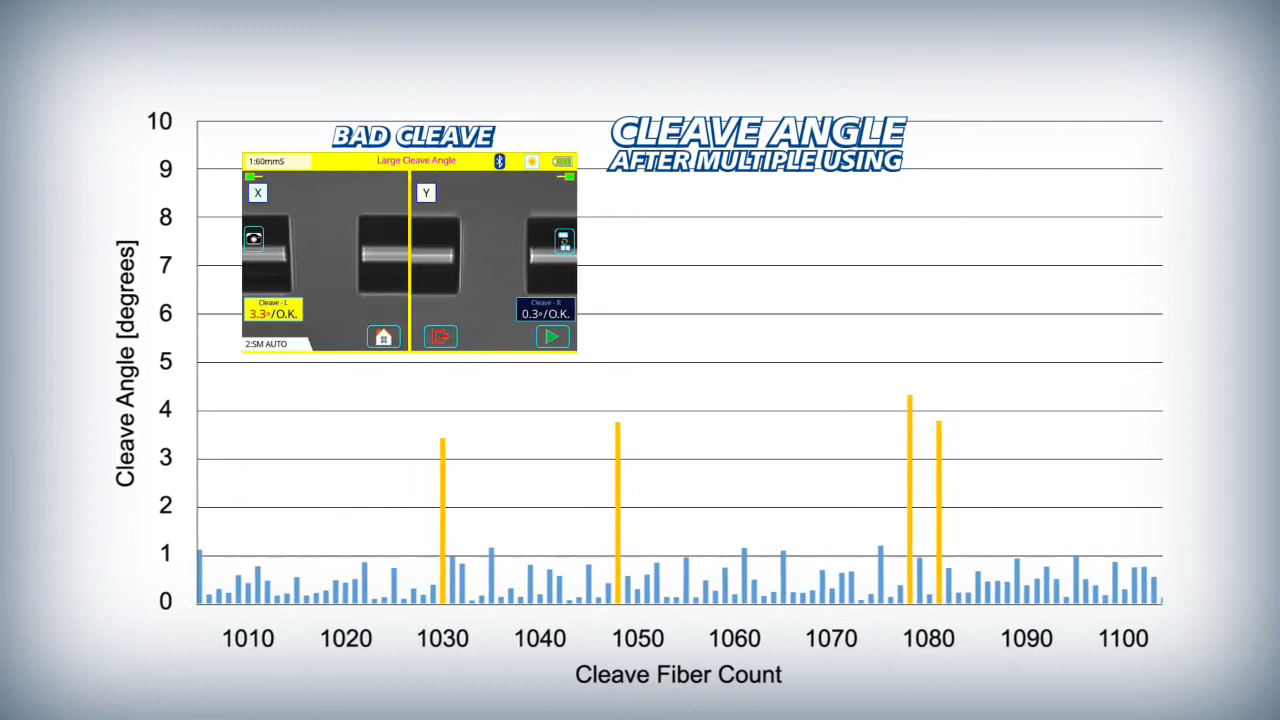 CLEAVE ANGLE
AFTER MULTIPLE USING
BAD CLEAVE
1:60mmS
Large Cleave Angle
X
Y
Cleave - L
3.3°/O.K.
Cleave - R
0.3°/O.K.
2:SM AUTO
Cleave Angle [degrees]
10
9
8
7
6
5
4
3
2
1
0
1010 1020 1030 1040 1050 1060 1070 1080 1090 1100
Cleave Fiber Count